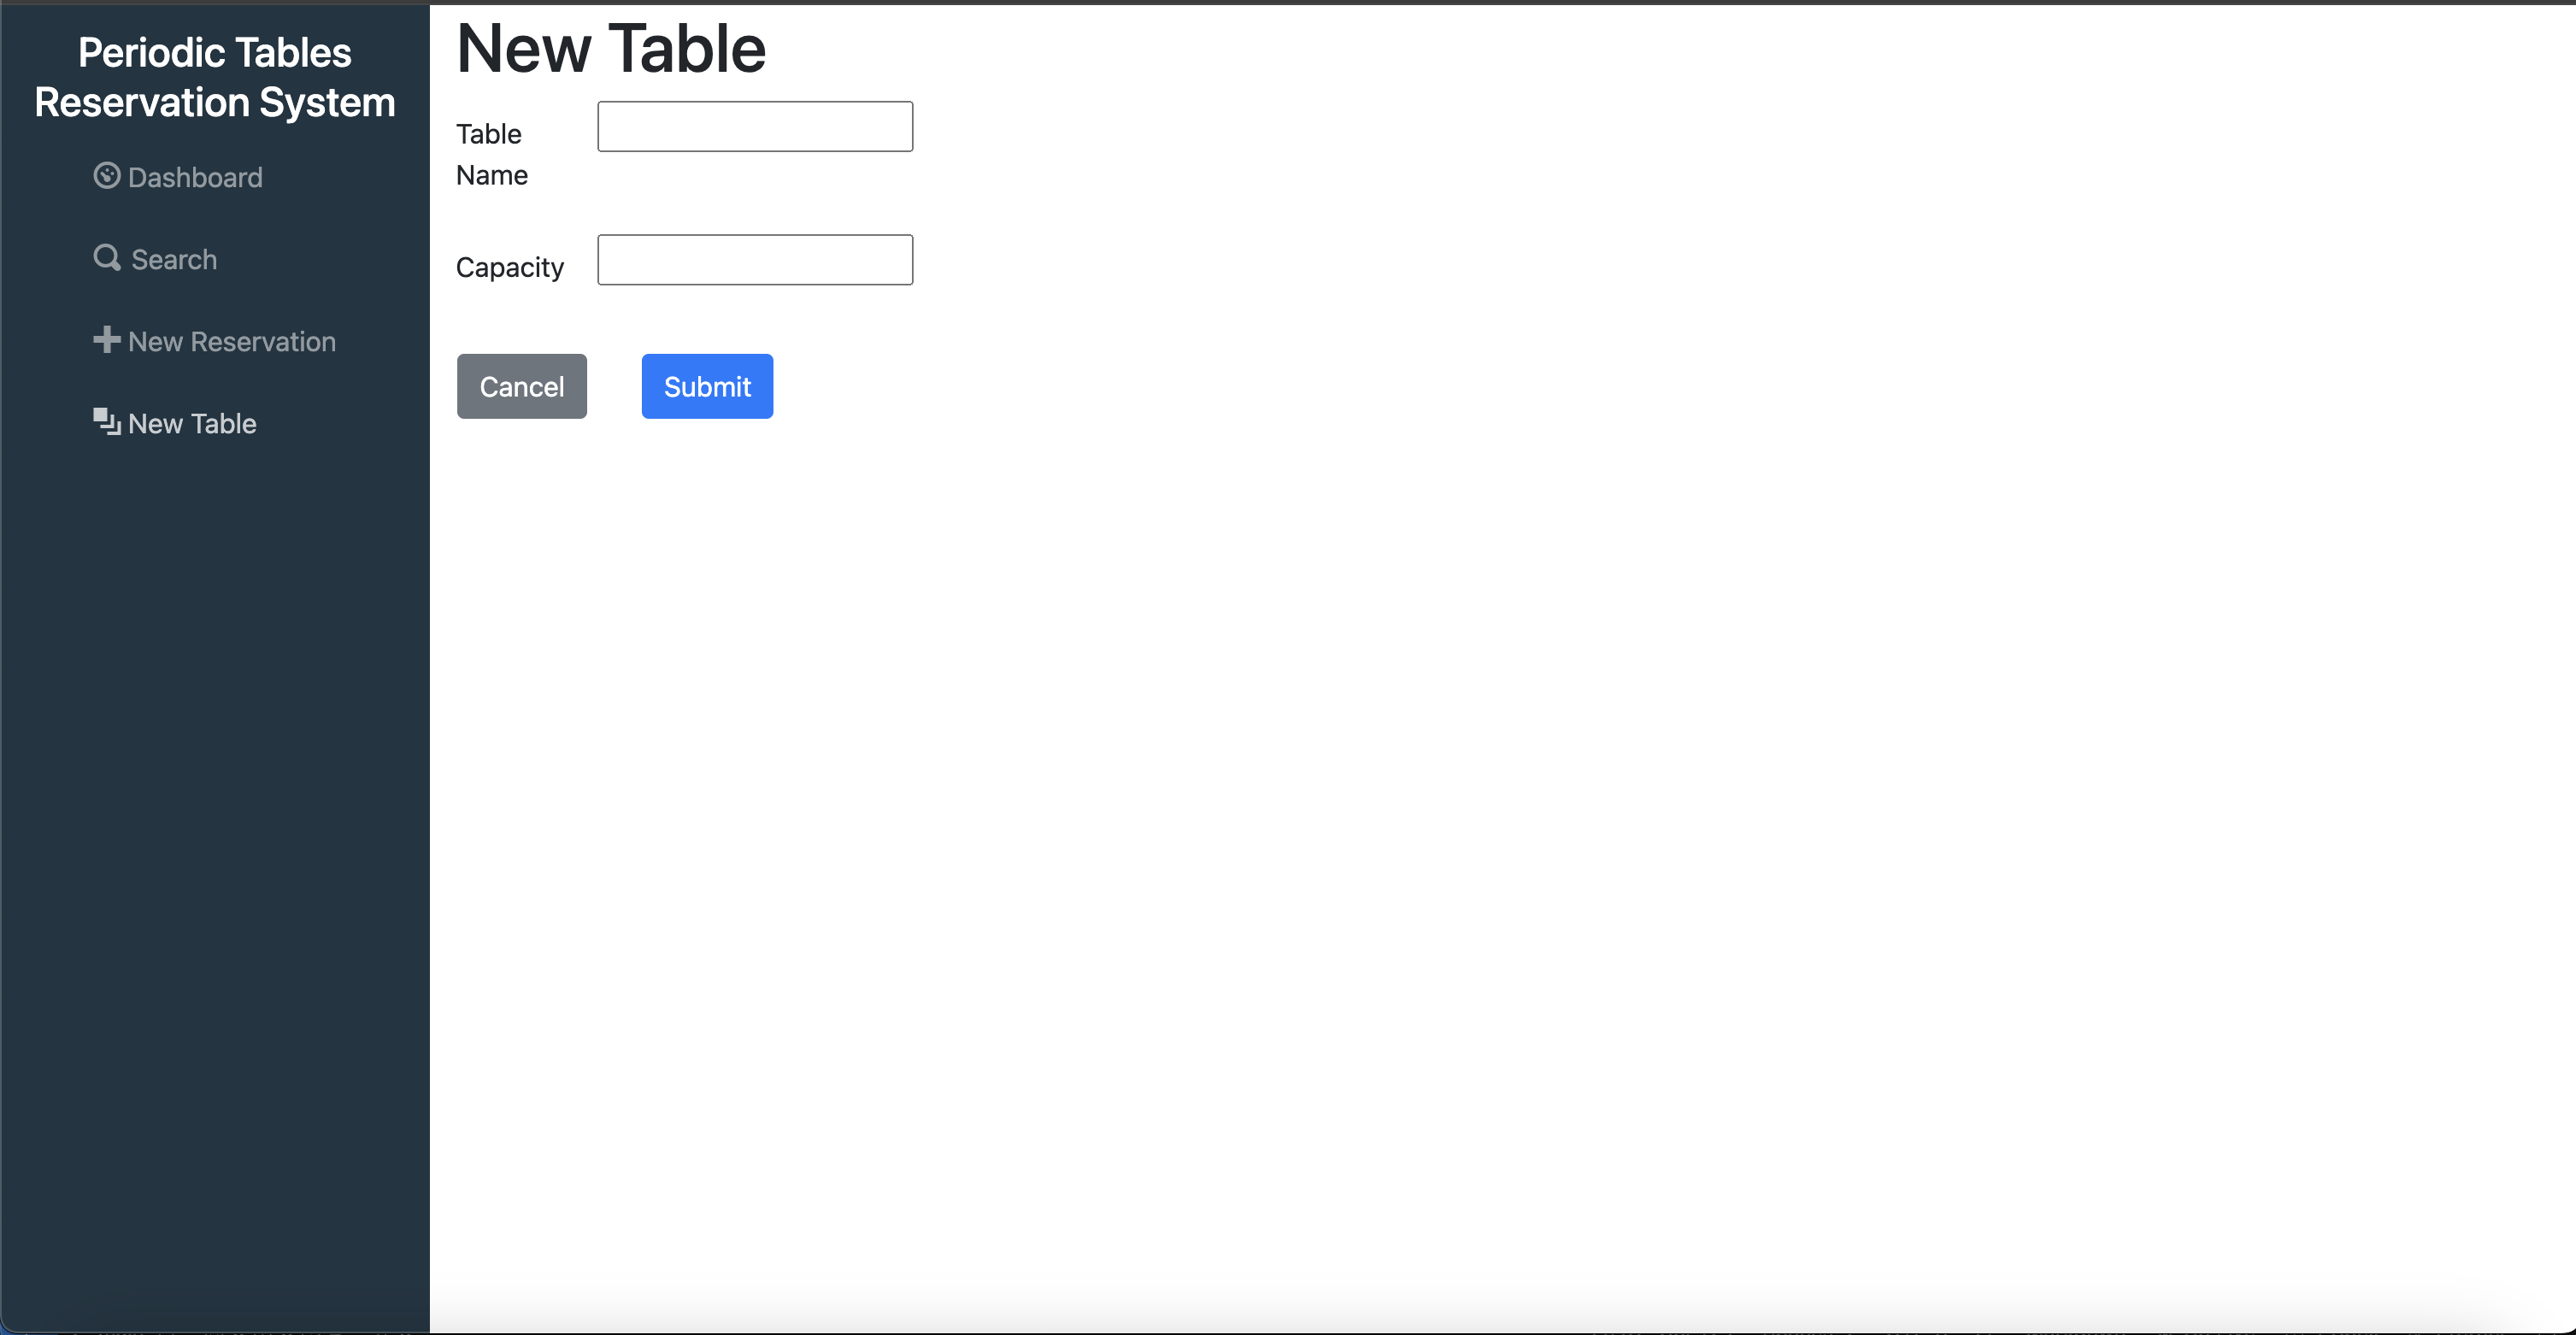 Periodic Tables
Reservation System
Dashboard
Search
New Reservation
New Table
New Table
Table
Name
Capacity
Cancel
Submit